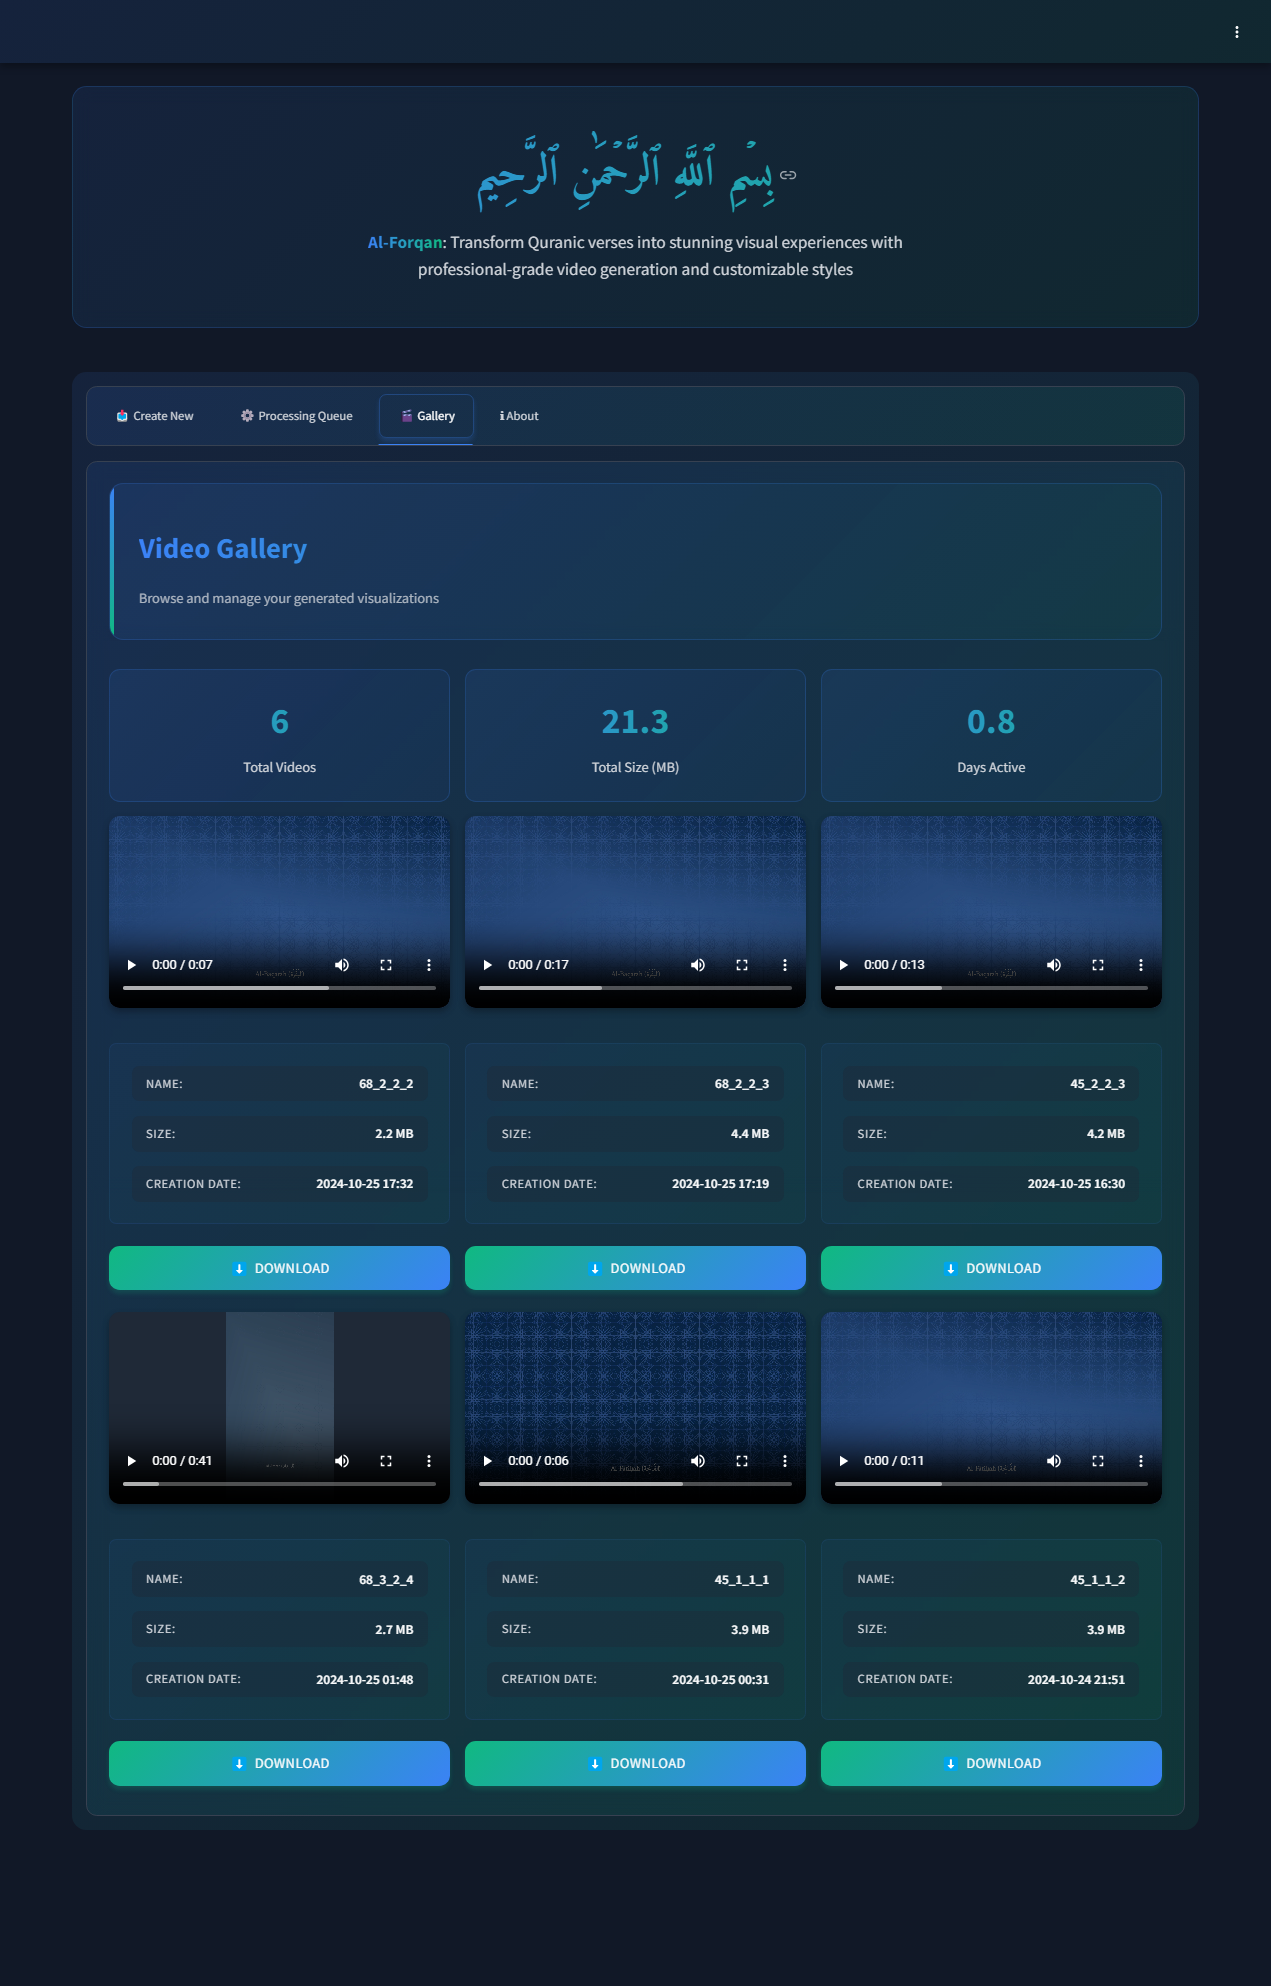 بِسۡمِ ٱللَّهِ ٱلرَّحۡمَٰنِ ٱلرَّحِيمِ
Al-Forqan: Transform Quranic verses into stunning visual experiences with
professional-grade video generation and customizable styles
Create New
Processing Queue
Gallery
About
Video Gallery
Browse and manage your generated visualizations
6
Total Videos
21.3
Total Size (MB)
0.8
Days Active
0:00 / 0:07
0:00 / 0:17
0:00 / 0:13
NAME: 68_2_2_2
SIZE: 2.2 MB
CREATION DATE: 2024-10-25 17:32
NAME: 68_2_2_3
SIZE: 4.4 MB
CREATION DATE: 2024-10-25 17:19
NAME: 45_2_2_3
SIZE: 4.2 MB
CREATION DATE: 2024-10-25 16:30
DOWNLOAD
DOWNLOAD
DOWNLOAD
0:00 / 0:41
0:00 / 0:06
0:00 / 0:11
NAME: 68_3_2_4
SIZE: 2.7 MB
CREATION DATE: 2024-10-25 01:48
NAME: 45_1_1_1
SIZE: 3.9 MB
CREATION DATE: 2024-10-25 00:31
NAME: 45_1_1_2
SIZE: 3.9 MB
CREATION DATE: 2024-10-24 21:51
DOWNLOAD
DOWNLOAD
DOWNLOAD